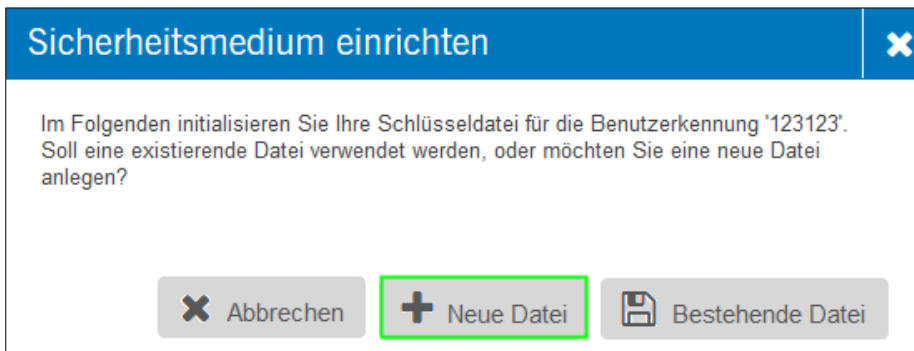 Sicherheitsmedium einrichten
Im Folgenden initialisieren Sie Ihre Schlüsseldatei für die Benutzerkennung '123123'.
Soll eine existierende Datei verwendet werden, oder möchten Sie eine neue Datei
anlegen?
Abbrechen
Neue Datei
Bestehende Datei